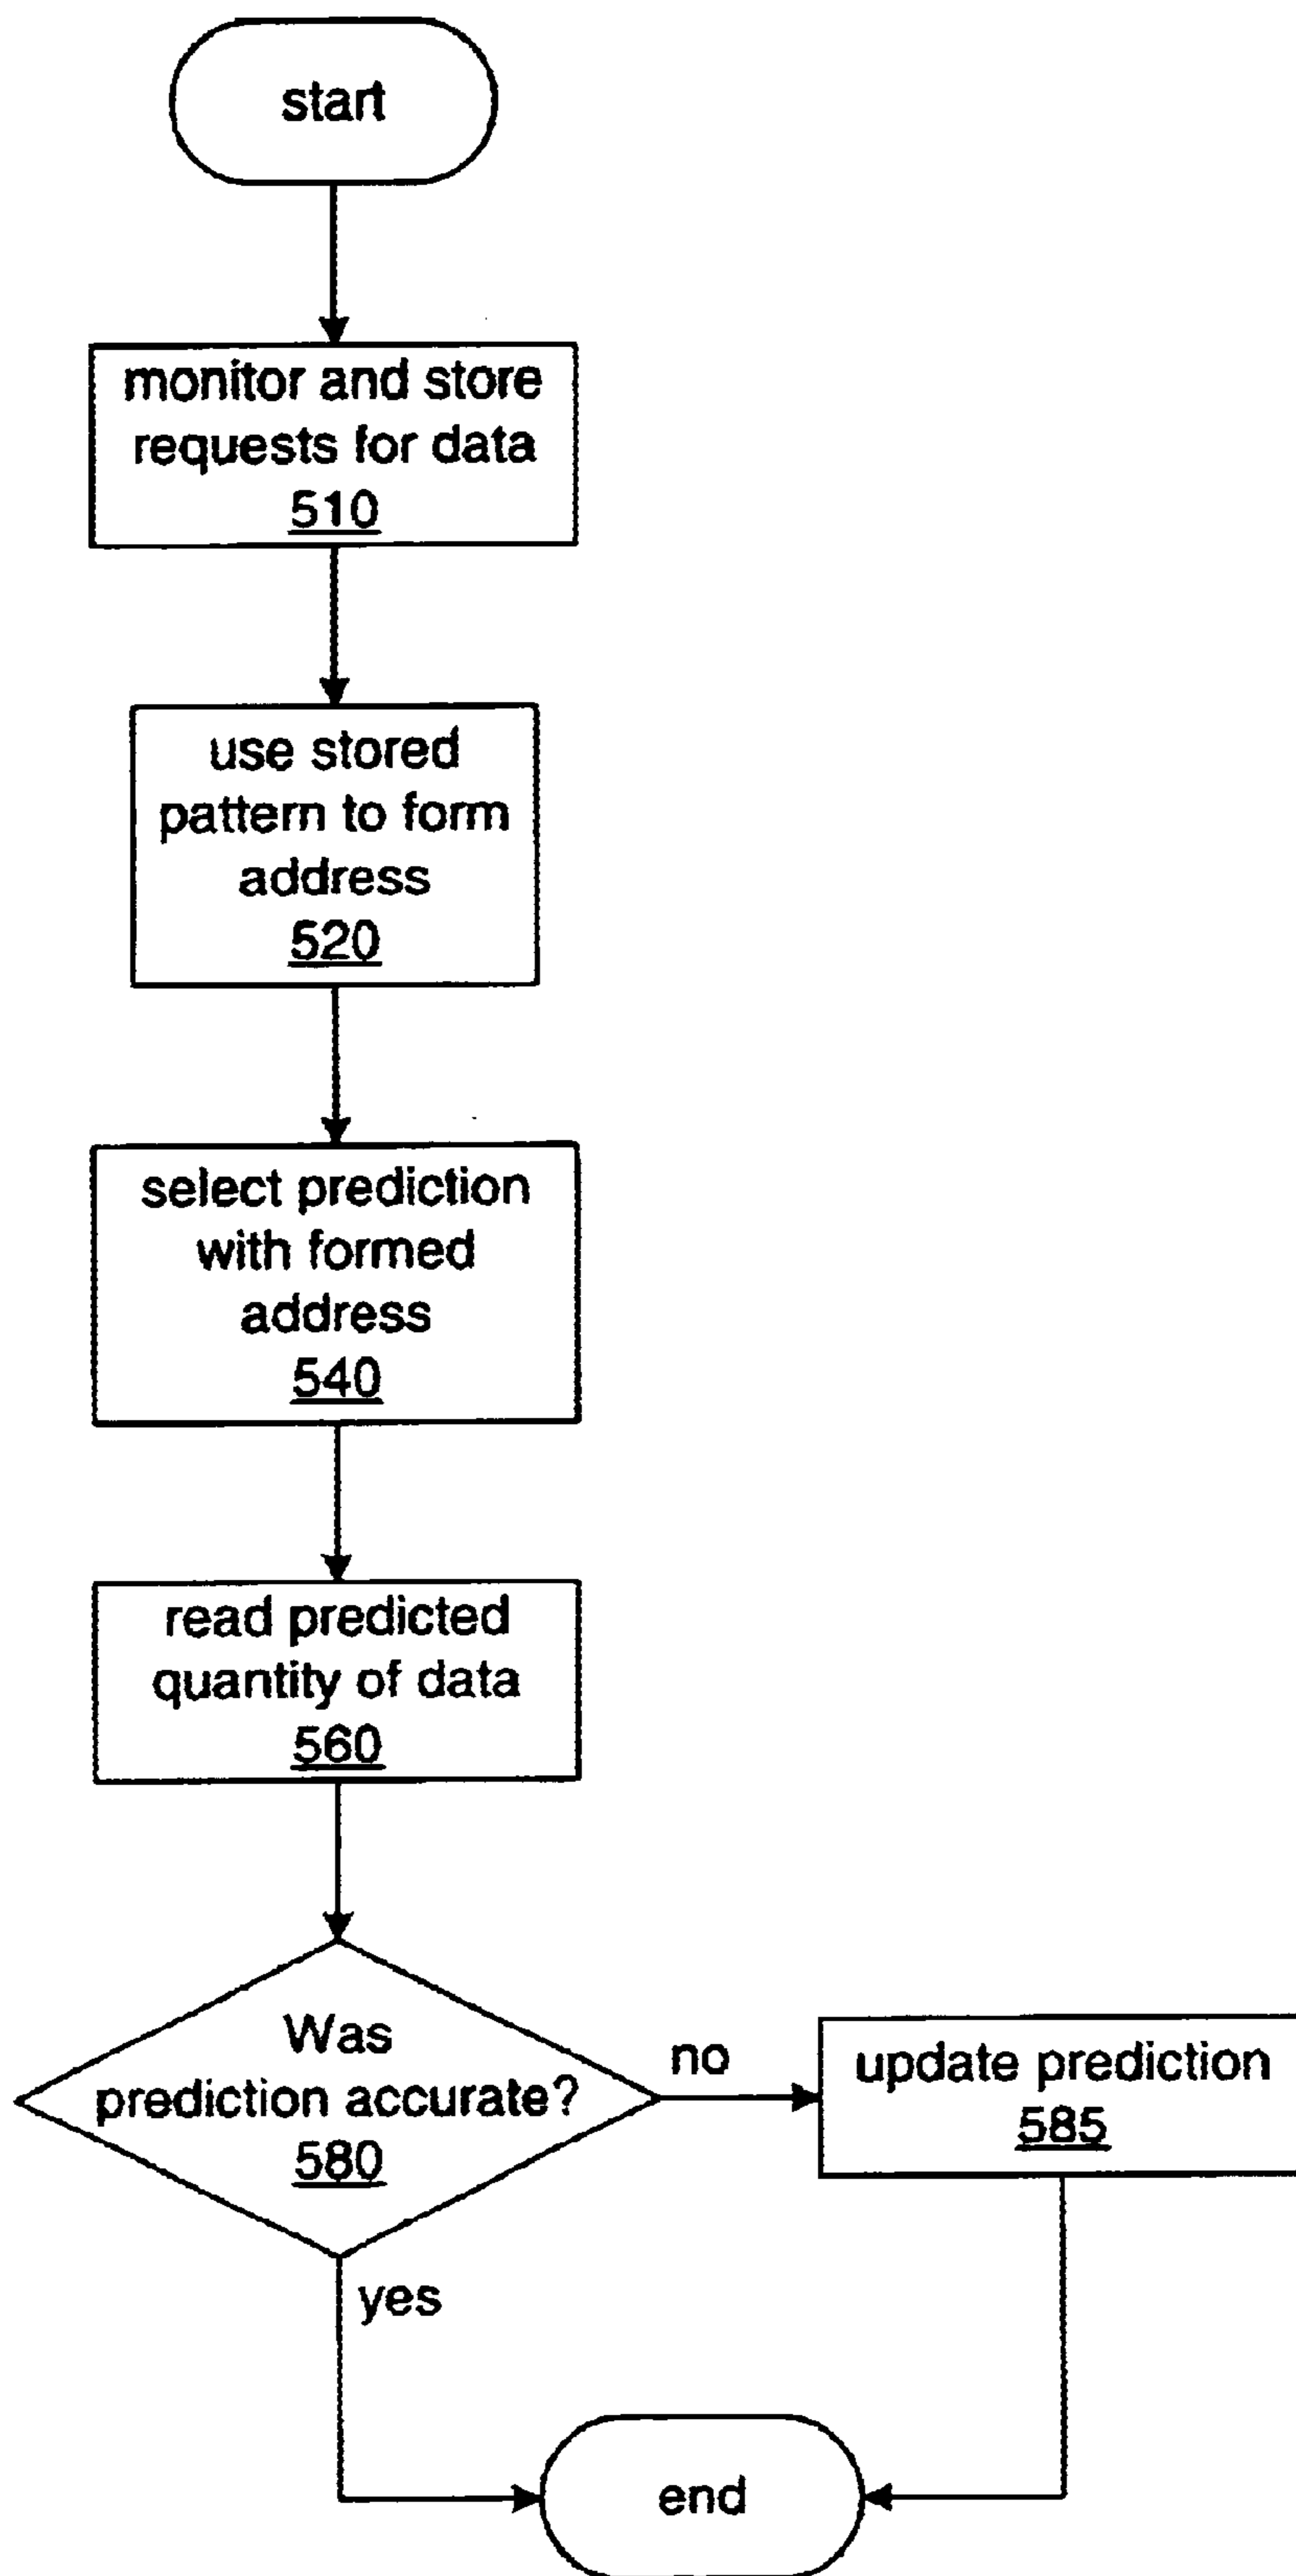 start
monitor and store
requests for data
510
use stored
pattern to form
address
520
select prediction
with formed
address
540
read predicted
quantity of data
560
Was
prediction accurate?
580
no
update prediction
585
yes
end